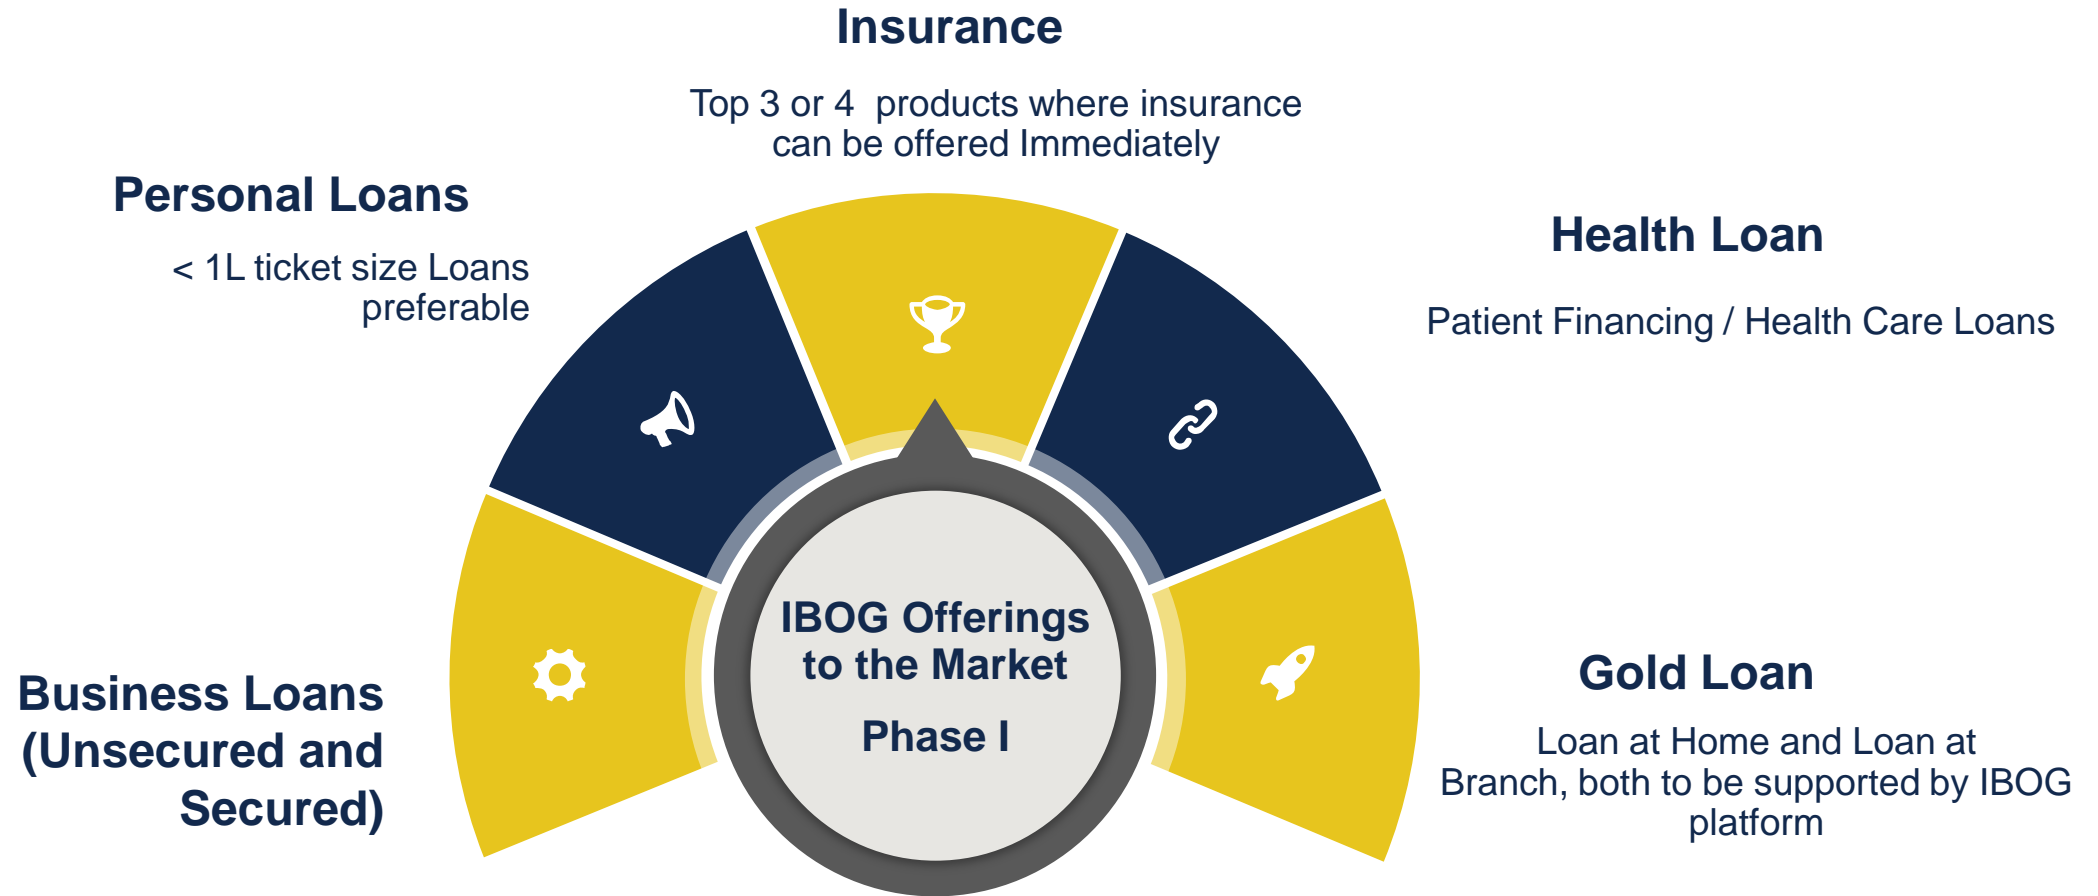 Insurance
Top 3 or 4 products where insurance
can be offered Immediately
Personal Loans
< 1L ticket size Loans
preferable
Health Loan
Patient Financing / Health Care Loans
Business Loans
(Unsecured and
Secured)
IBOG Offerings
to the Market
Phase I
Gold Loan
Loan at Home and Loan at
Branch, both to be supported by IBOG
platform